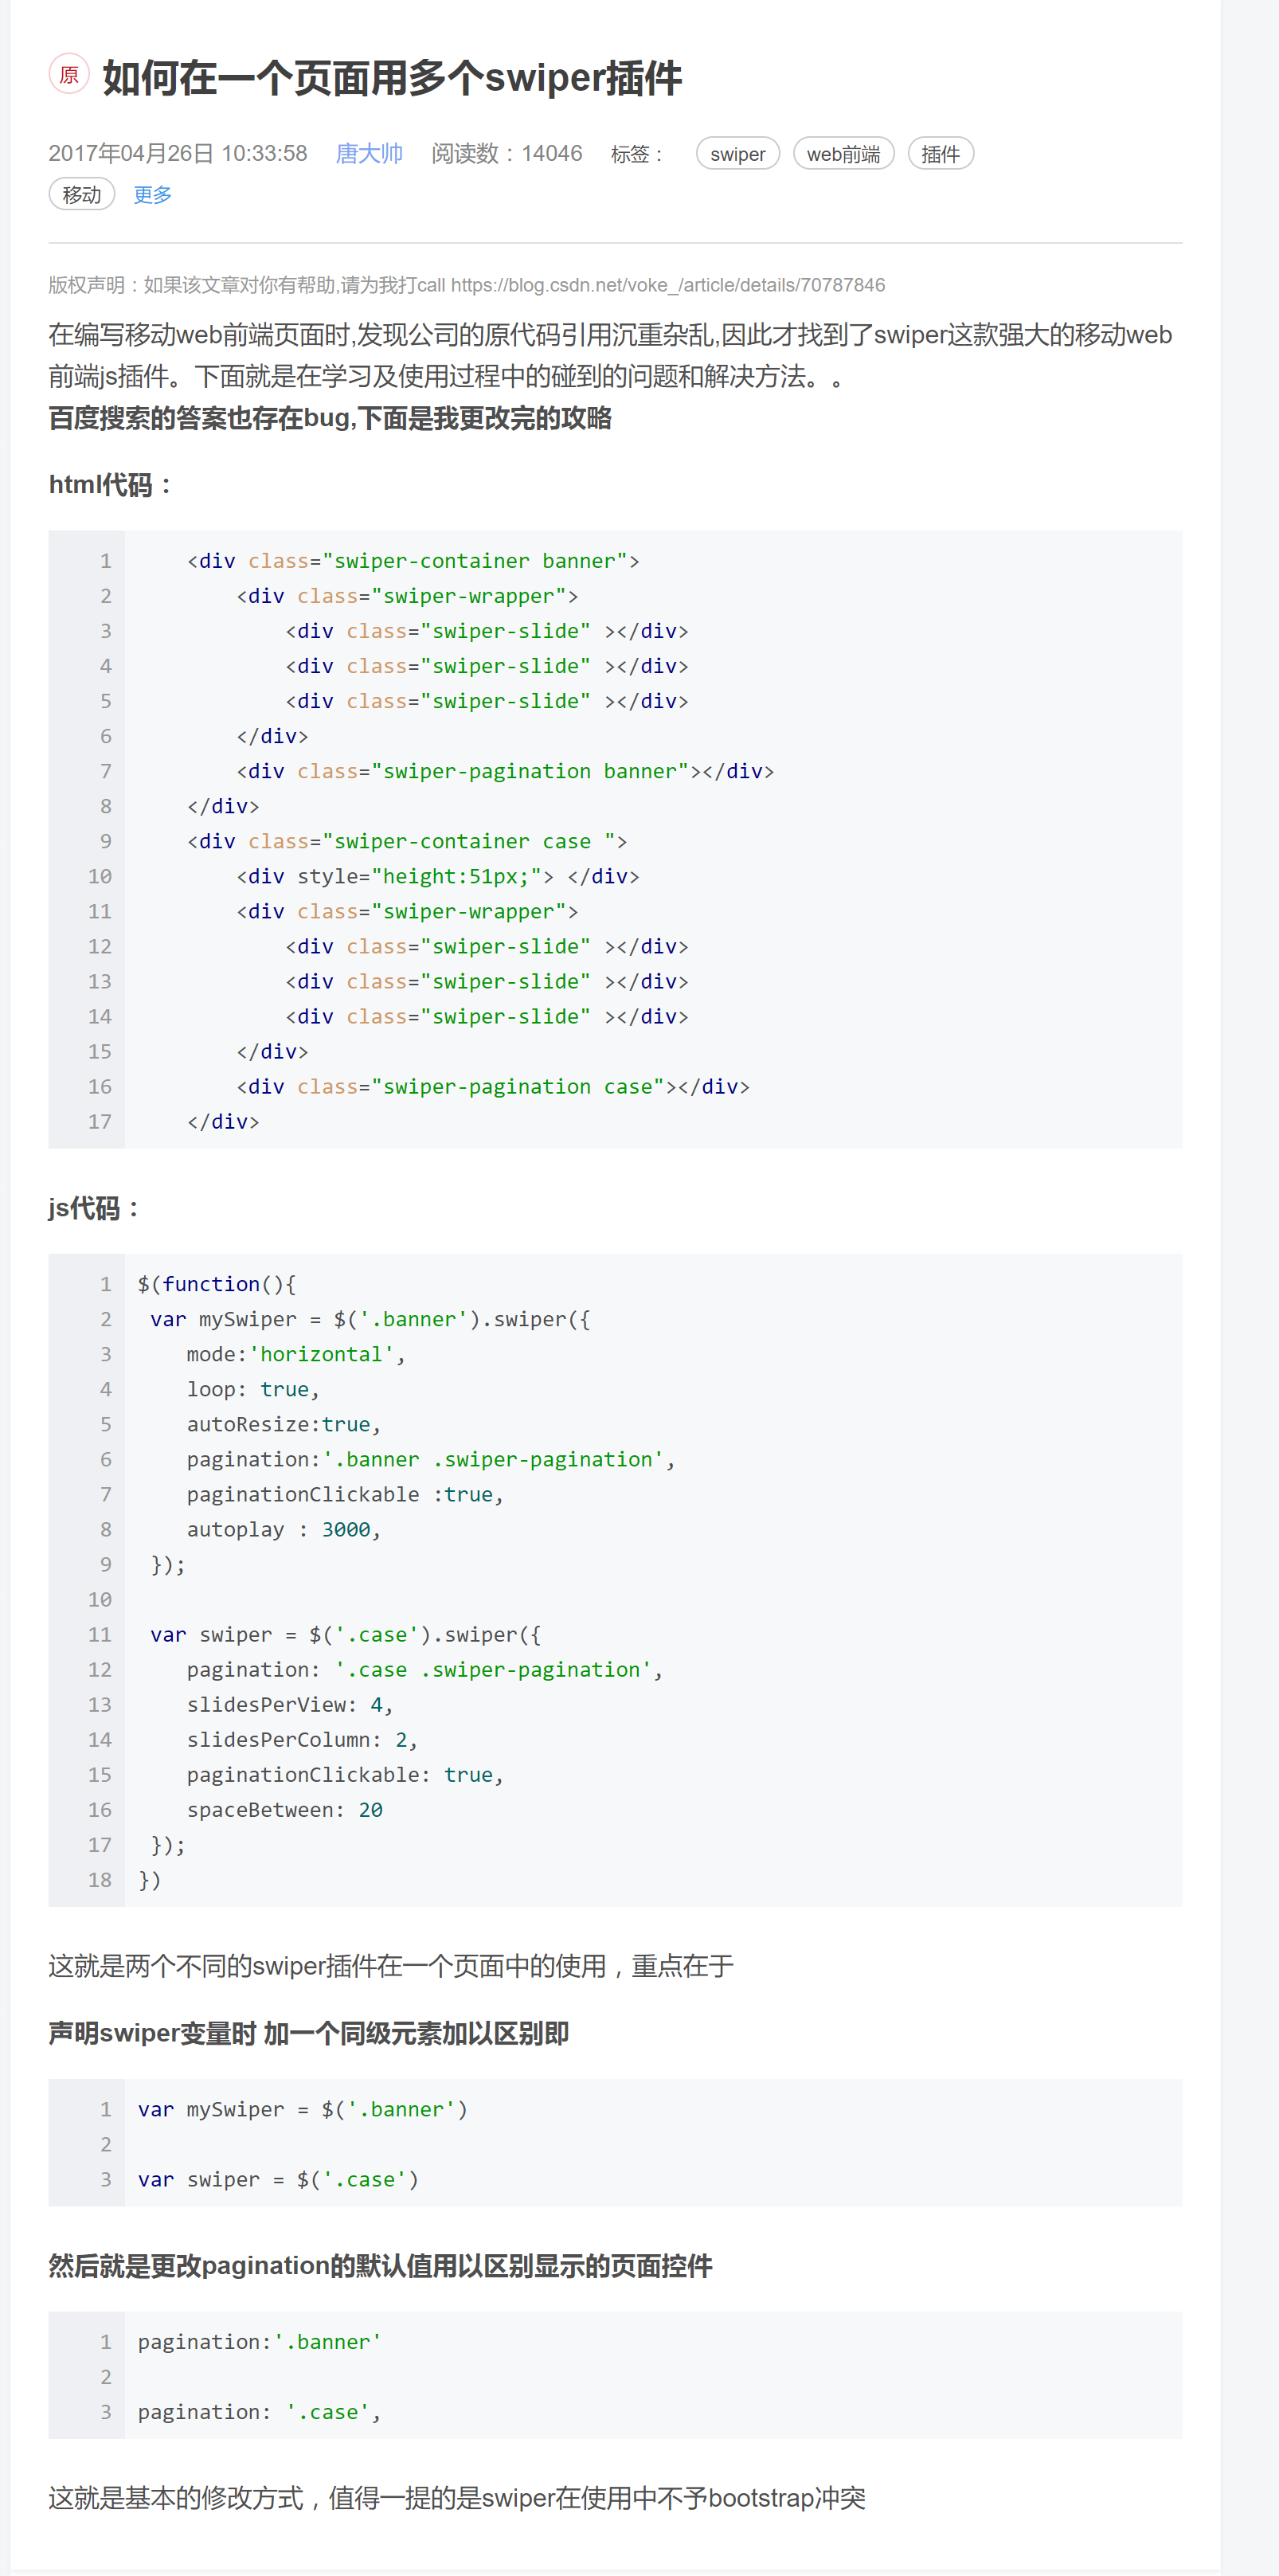 原 如何在一个页面用多个swiper插件
2017年04月26日 10:33:58 唐大帅 阅读数：14046 标签： swiper web前端 插件
移动 更多
版权声明：如果该文章对你有帮助,请为我打call https://blog.csdn.net/voke_/article/details/70787846
在编写移动web前端页面时,发现公司的原代码引用沉重杂乱,因此才找到了swiper这款强大的移动web
前端js插件。下面就是在学习及使用过程中的碰到的问题和解决方法。。
百度搜索的答案也存在bug,下面是我更改完的攻略
html代码：
1 <div class="swiper-container banner">
2 <div class="swiper-wrapper">
3 <div class="swiper-slide" ></div>
4 <div class="swiper-slide" ></div>
5 <div class="swiper-slide" ></div>
6 </div>
7 <div class="swiper-pagination banner"></div>
8 </div>
9 <div class="swiper-container case ">
10 <div style="height:51px;"> </div>
11 <div class="swiper-wrapper">
12 <div class="swiper-slide" ></div>
13 <div class="swiper-slide" ></div>
14 <div class="swiper-slide" ></div>
15 </div>
16 <div class="swiper-pagination case"></div>
17 </div>
js代码：
1 $(function(){
2 var mySwiper = $('.banner').swiper({
3 mode:'horizontal',
4 loop: true,
5 autoResize:true,
6 pagination:'.banner .swiper-pagination',
7 paginationClickable :true,
8 autoplay : 3000,
9 });
10
11 var swiper = $('.case').swiper({
12 pagination: '.case .swiper-pagination',
13 slidesPerView: 4,
14 slidesPerColumn: 2,
15 paginationClickable: true,
16 spaceBetween: 20
17 });
18 })
这就是两个不同的swiper插件在一个页面中的使用，重点在于
声明swiper变量时 加一个同级元素加以区别即
1 var mySwiper = $('.banner')
2
3 var swiper = $('.case')
然后就是更改pagination的默认值用以区别显示的页面控件
1 pagination:'.banner'
2
3 pagination: '.case',
这就是基本的修改方式，值得一提的是swiper在使用中不予bootstrap冲突